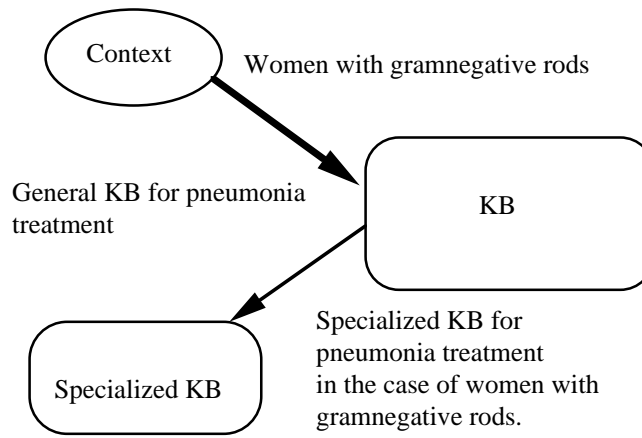 Context
Women with gramnegative rods
General KB for pneumonia
treatment
KB
Specialized KB for
pneumonia treatment
in the case of women with
gramnegative rods.
Specialized KB